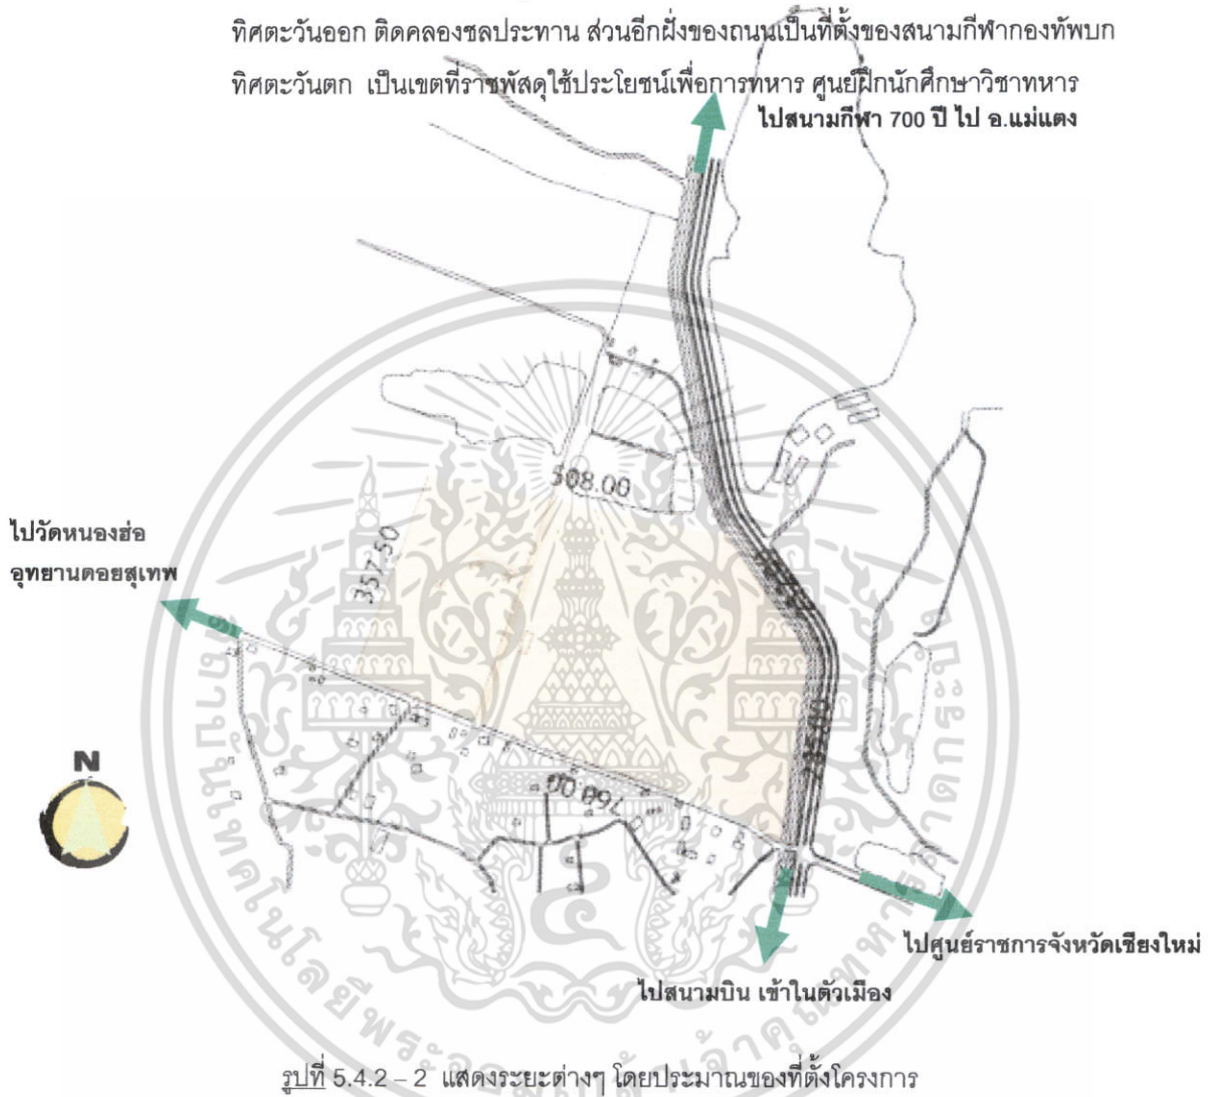 ทิศตะวันออก ติดคลองชลประทาน ส่วนอีกฝั่งของถนนเป็นที่ตั้งของสนามกีฬากองทัพบก
ทิศตะวันตก เป็นเขตที่ราชพัสดุใช้ประโยชน์เพื่อการทหาร ศูนย์ฝึกนักศึกษาวิชาทหาร
ไปสนามกีฬา 700 ปี ไป อ.แม่แตง
508.00
ไปวัดหนองฮ่อ
อุทยานดอยสุเทพ
357.50
N
760.00
ไปศูนย์ราชการจังหวัดเชียงใหม่
ไปสนามบิน เข้าในตัวเมือง
รูปที่ 5.4.2 – 2 แสดงระยะต่างๆ โดยประมาณของที่ตั้งโครงการ